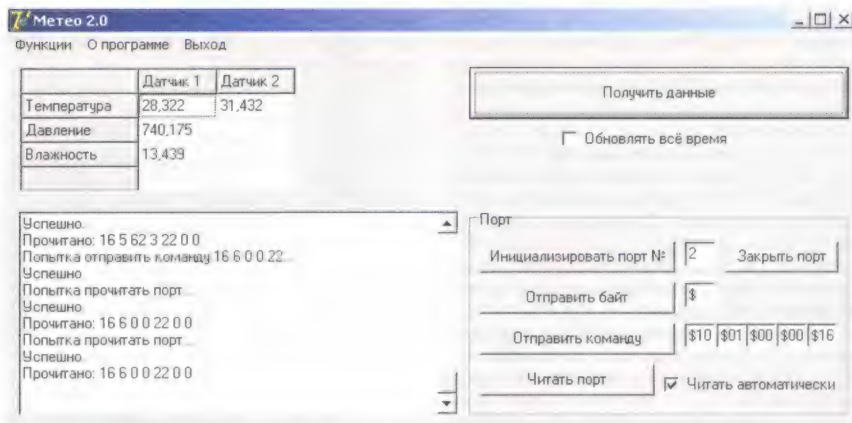 Метео 2.0
Функции О программе Выход
Датчик 1 Датчик 2
Температура 28,322 31,432
Давление 740,175
Влажность 13,439
Получить данные
Обновлять всё время
Успешно.
Прочитано: 16 5 62 3 22 0 0
Попытка отправить команду 16 6 0 0 22...
Успешно.
Попытка прочитать порт...
Успешно.
Прочитано: 16 6 0 0 22 0 0
Попытка прочитать порт...
Успешно.
Прочитано: 16 6 0 0 22 0 0
Порт
Инициализировать порт № 2 Закрыть порт
Отправить байт $
Отправить команду $10 $01 $00 $00 $16
Читать порт Читать автоматически